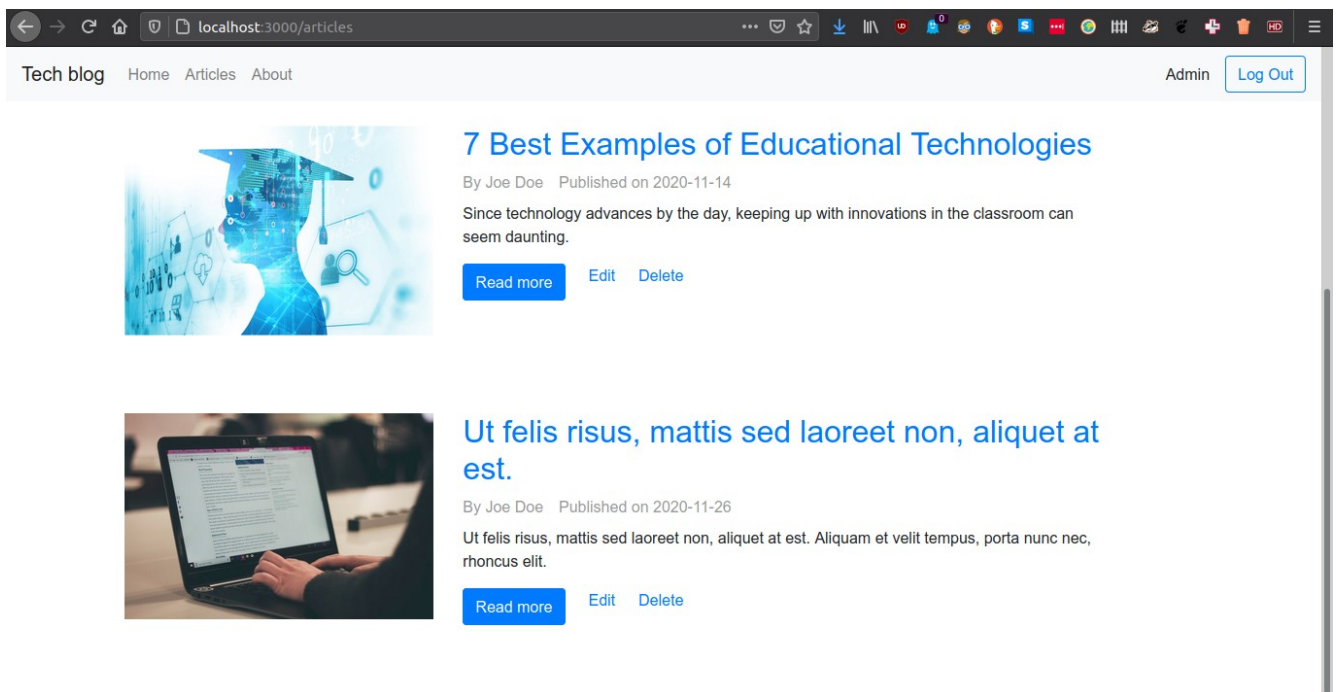 localhost:3000/articles
0
UD
S
HD
Tech blog Home Articles About Admin Log Out
7 Best Examples of Educational Technologies
By Joe Doe Published on 2020-11-14
Since technology advances by the day, keeping up with innovations in the classroom can
seem daunting.
Read more Edit Delete
Ut felis risus, mattis sed laoreet non, aliquet at
est.
By Joe Doe Published on 2020-11-26
Ut felis risus, mattis sed laoreet non, aliquet at est. Aliquam et velit tempus, porta nunc nec,
rhoncus elit.
Read more Edit Delete